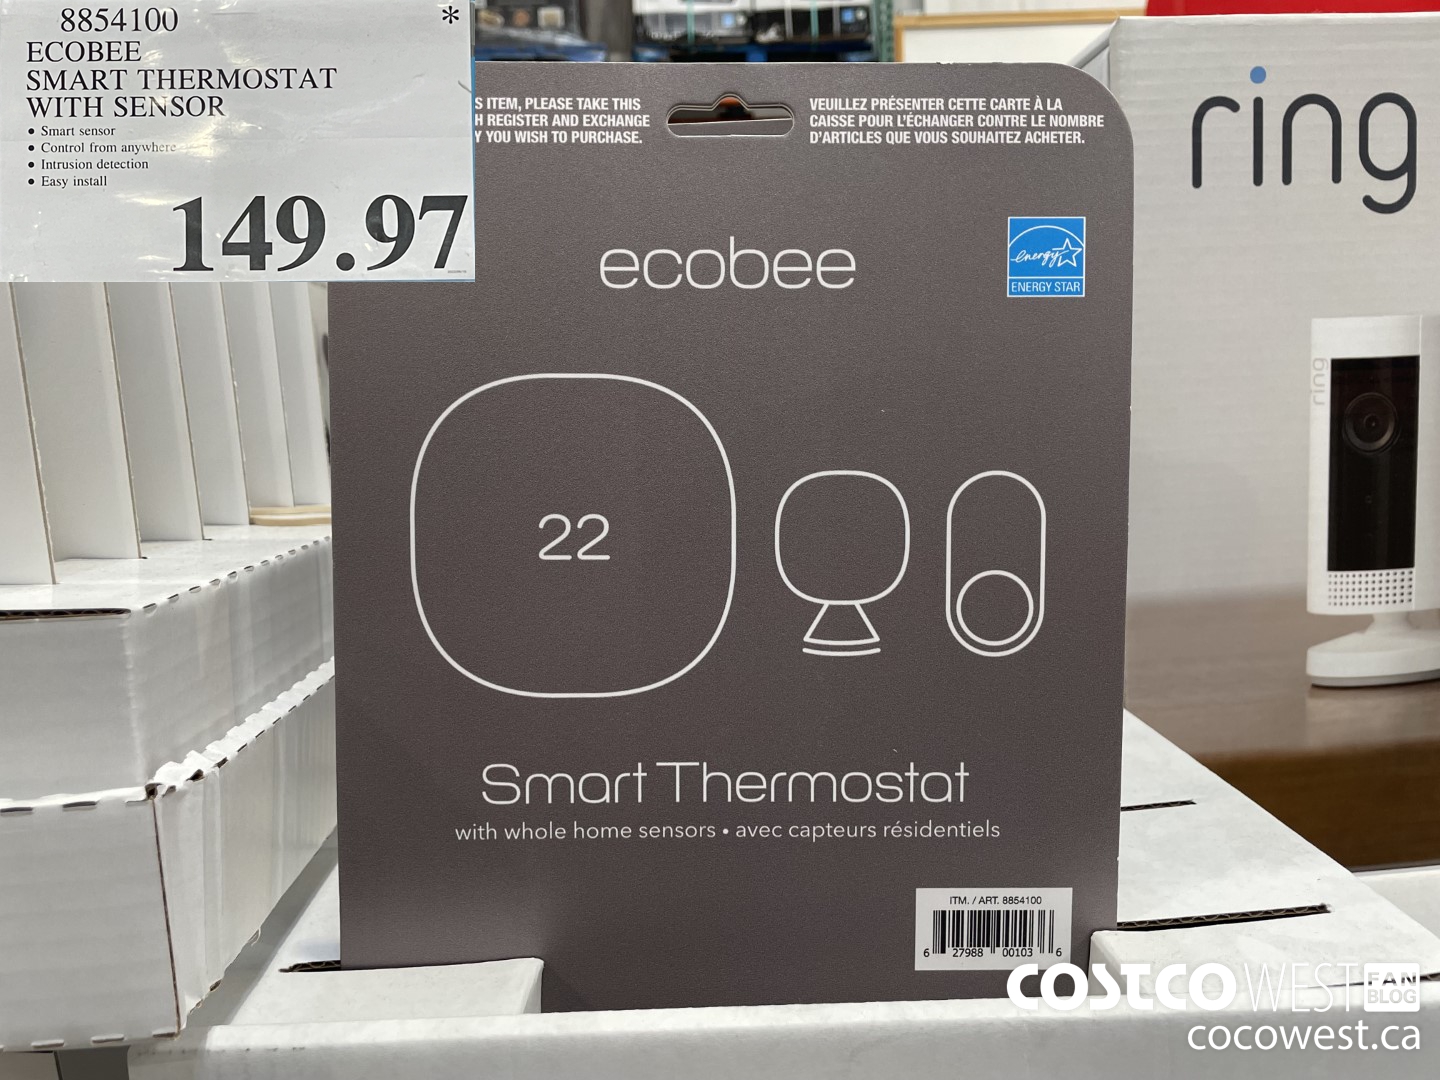 8854100 *
ECOBEE
SMART THERMOSTAT
WITH SENSOR
• Smart sensor
• Control from anywhere
• Intrusion detection
• Easy install
149.97
S ITEM, PLEASE TAKE THIS
H REGISTER AND EXCHANGE
Y YOU WISH TO PURCHASE.
VEUILLEZ PRÉSENTER CETTE CARTE À LA
CAISSE POUR L'ÉCHANGER CONTRE LE NOMBRE
D'ARTICLES QUE VOUS SOUHAITEZ ACHETER.
ecobee
energy
ENERGY STAR
22
Smart Thermostat
with whole home sensors • avec capteurs résidentiels
ITM. / ART. 8854100
6 27988 00103 6
ring
ring
COSTCO WEST FAN BLOG
cocowest.ca